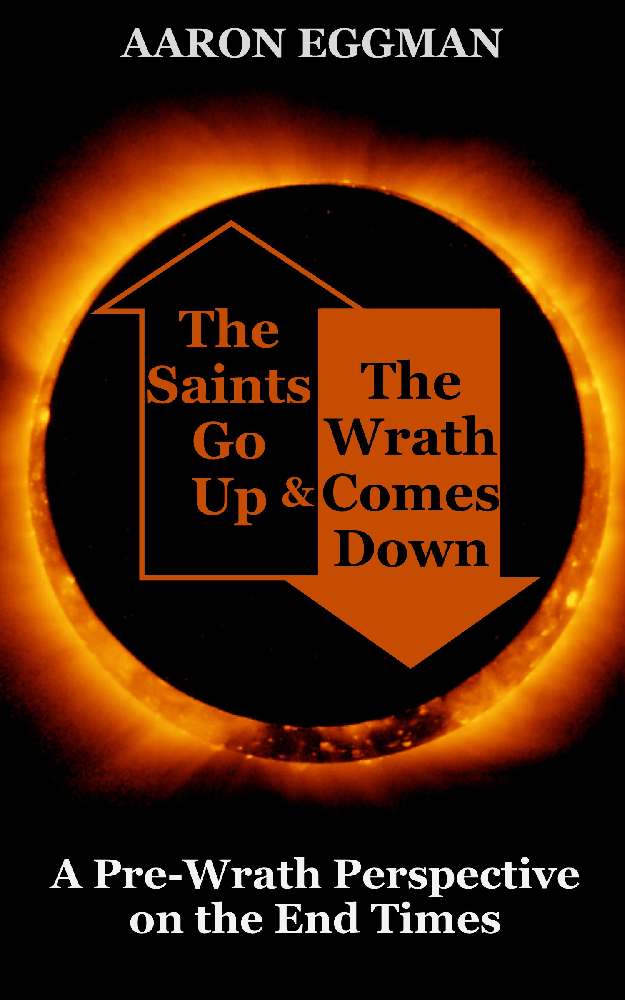 AARON EGGMAN
The
Saints
Go
Up &
The
Wrath
Comes
Down
A Pre-Wrath Perspective
on the End Times